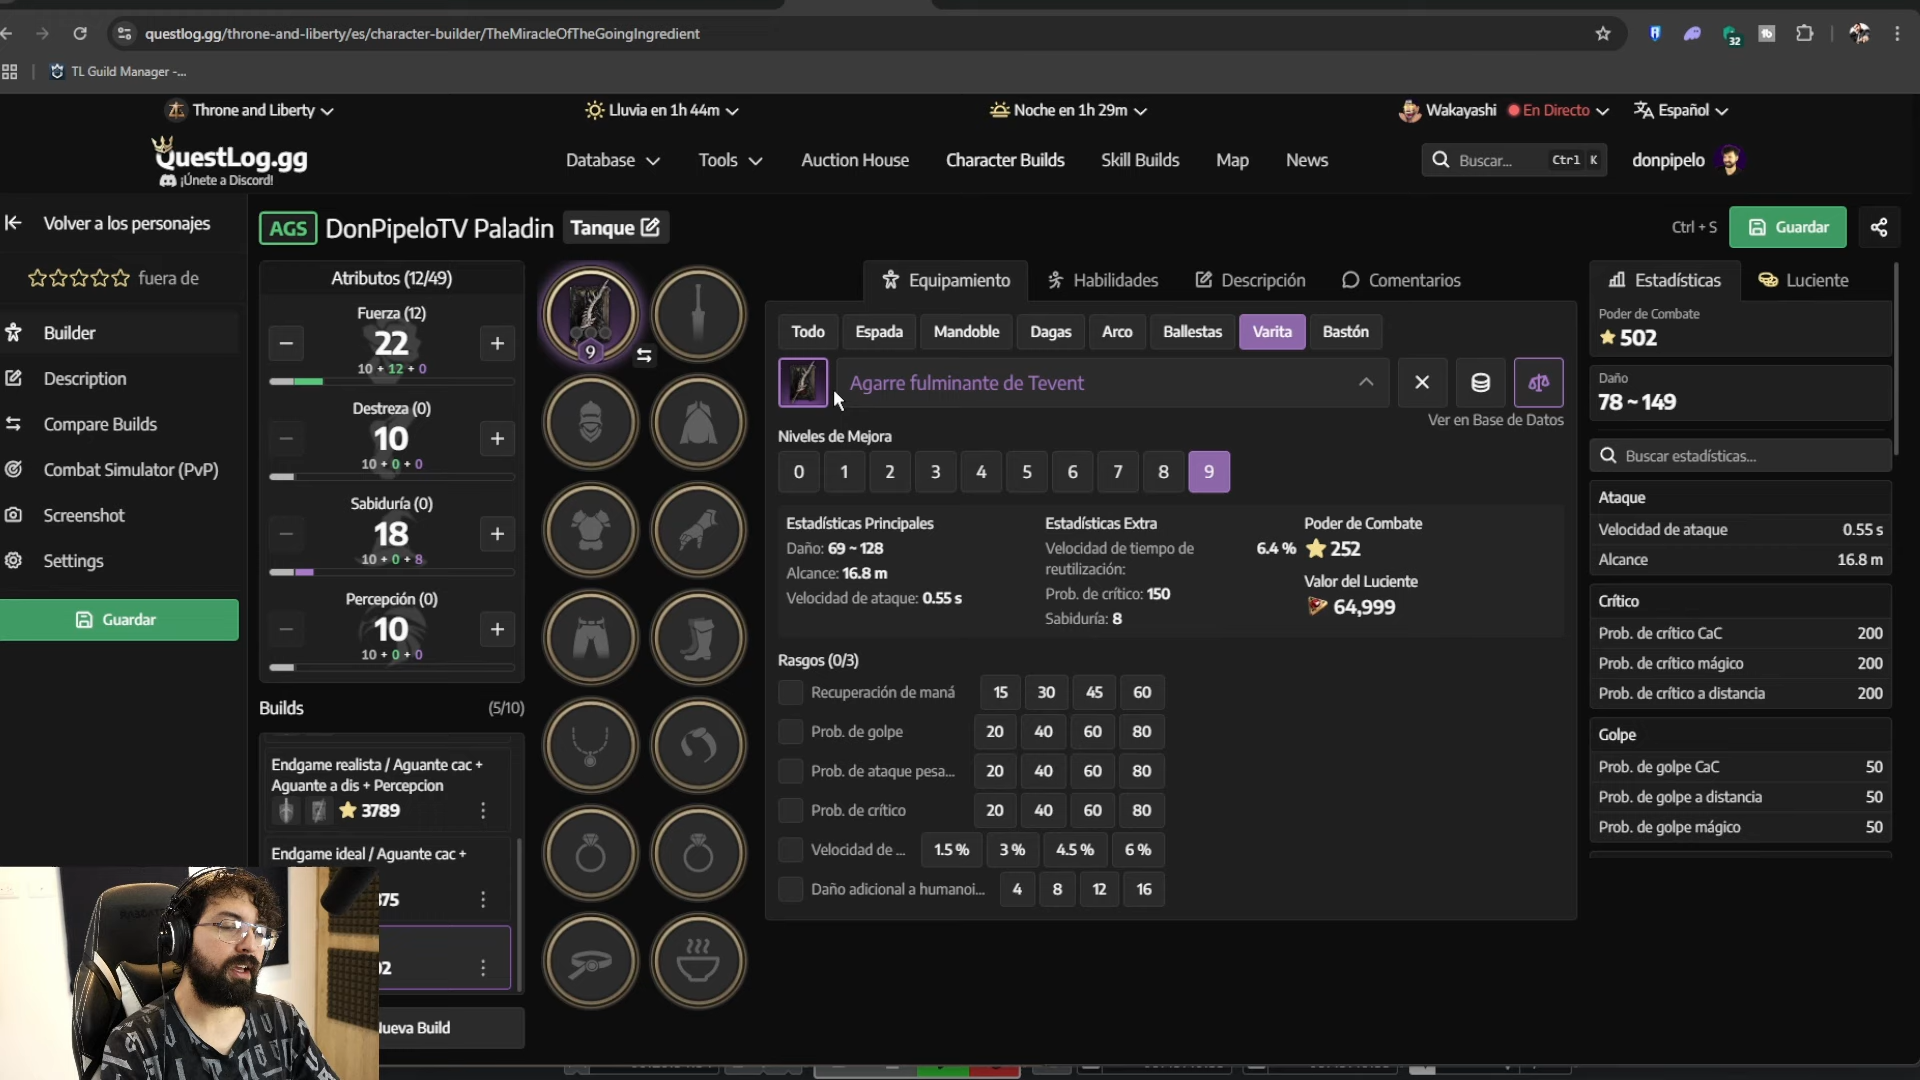 questlog.gg/throne-and-liberty/es/character-builder/TheMiracleOfTheGoingIngredient
32
TL Guild Manager -...
Throne and Liberty
Lluvia en 1h 44m
Noche en 1h 29m
Wakayashi
En Directo
Español
QuestLog.gg
¡Únete a Discord!
Database
Tools
Auction House
Character Builds
Skill Builds
Map
News
Buscar...
Ctrl K
donpipelo
Volver a los personajes
fuera de
Builder
Description
Compare Builds
Combat Simulator (PvP)
Screenshot
Settings
Guardar
AGS
DonPipeloTV Paladin
Tanque
Ctrl + S
Guardar
Atributos (12/49)
Fuerza (12)
22
10 + 12 + 0
Destreza (0)
10
10 + 0 + 0
Sabiduría (0)
18
10 + 0 + 8
Percepción (0)
10
10 + 0 + 0
Builds
(5/10)
Endgame realista / Aguante cac +
Aguante a dis + Percepcion
3789
Endgame ideal / Aguante cac +
9
Equipamiento
Habilidades
Descripción
Comentarios
Todo
Espada
Mandoble
Dagas
Arco
Ballestas
Varita
Bastón
Agarre fulminante de Tevent
Ver en Base de Datos
Niveles de Mejora
0 1 2 3 4 5 6 7 8 9
Estadísticas Principales
Daño: 69 ~ 128
Alcance: 16.8 m
Velocidad de ataque: 0.55 s
Estadísticas Extra
Velocidad de tiempo de reutilización: 6.4 %
Prob. de crítico: 150
Sabiduría: 8
Poder de Combate
252
Valor del Luciente
64,999
Rasgos (0/3)
Recuperación de maná 15 30 45 60
Prob. de golpe 20 40 60 80
Prob. de ataque pesa... 20 40 60 80
Prob. de crítico 20 40 60 80
Velocidad de ... 1.5 % 3 % 4.5 % 6 %
Daño adicional a humanoi... 4 8 12 16
Estadísticas
Luciente
Poder de Combate
502
Daño
78 ~ 149
Buscar estadísticas...
Ataque
Velocidad de ataque 0.55 s
Alcance 16.8 m
Crítico
Prob. de crítico CaC 200
Prob. de crítico mágico 200
Prob. de crítico a distancia 200
Golpe
Prob. de golpe CaC 50
Prob. de golpe a distancia 50
Prob. de golpe mágico 50